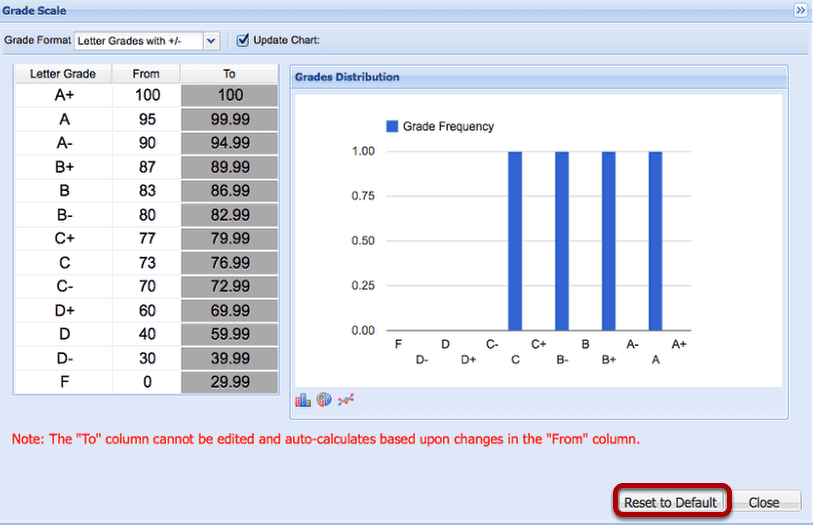 Grade Scale
Grade Format Letter Grades with +/- Update Chart:
Letter Grade From To
A+ 100 100
A 95 99.99
A- 90 94.99
B+ 87 89.99
B 83 86.99
B- 80 82.99
C+ 77 79.99
C 73 76.99
C- 70 72.99
D+ 60 69.99
D 40 59.99
D- 30 39.99
F 0 29.99
Grades Distribution
Grade Frequency
1.00
0.75
0.50
0.25
0.00
F D C- C+ B A- A+
D- D+ C B- B+ A
Note: The "To" column cannot be edited and auto-calculates based upon changes in the "From" column.
Reset to Default Close